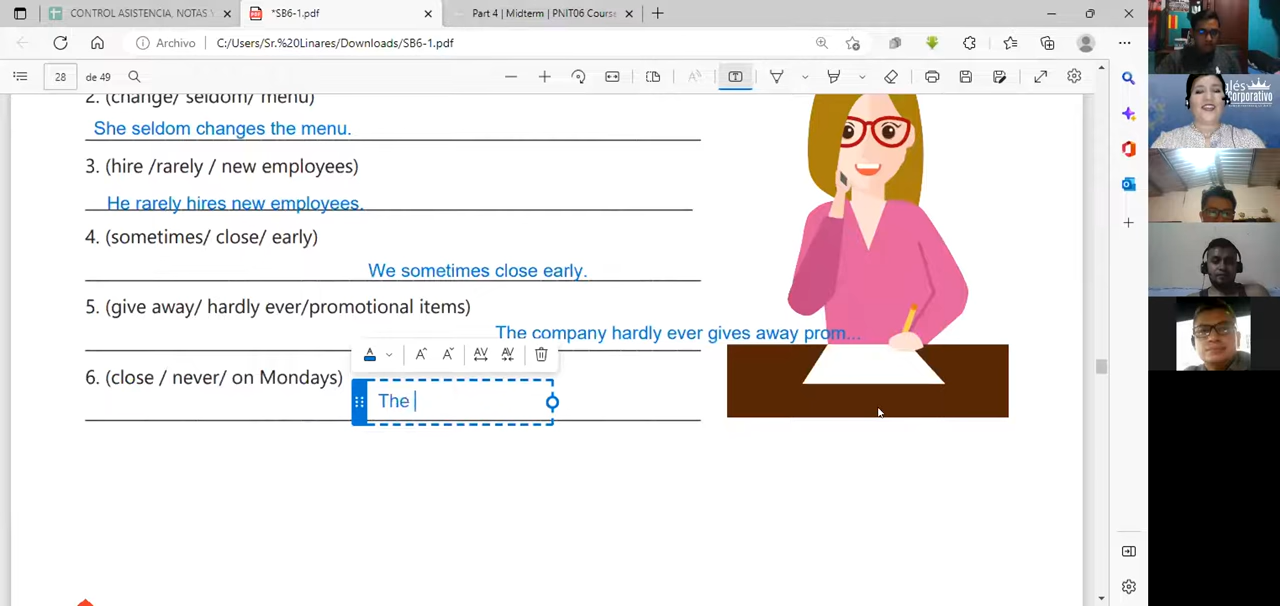 CONTROL ASISTENCIA, NOTAS
*SB6-1.pdf
Part 4 | Midterm | PNIT06 Course
Archivo
C:/Users/Sr.%20Linares/Downloads/SB6-1.pdf
28 de 49
2. (change/ seldom/ menu)
She seldom changes the menu.
3. (hire /rarely / new employees)
He rarely hires new employees.
4. (sometimes/ close/ early)
We sometimes close early.
5. (give away/ hardly ever/promotional items)
The company hardly ever gives away prom...
6. (close / never/ on Mondays)
The